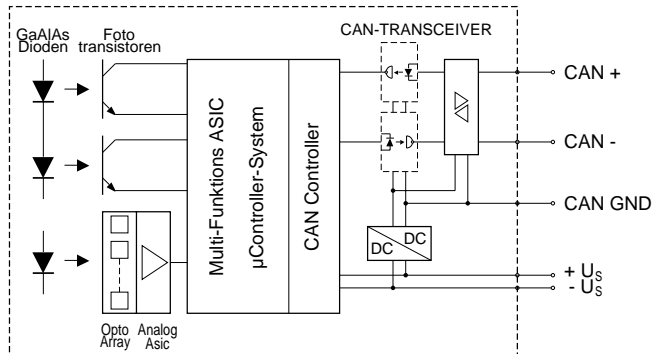 GaAlAs
Dioden
Foto
transistoren
CAN-TRANSCEIVER
Multi-Funktions ASIC
µController-System
CAN Controller
CAN +
CAN -
CAN GND
DC
DC
+ US
- US
Opto
Array
Analog
Asic